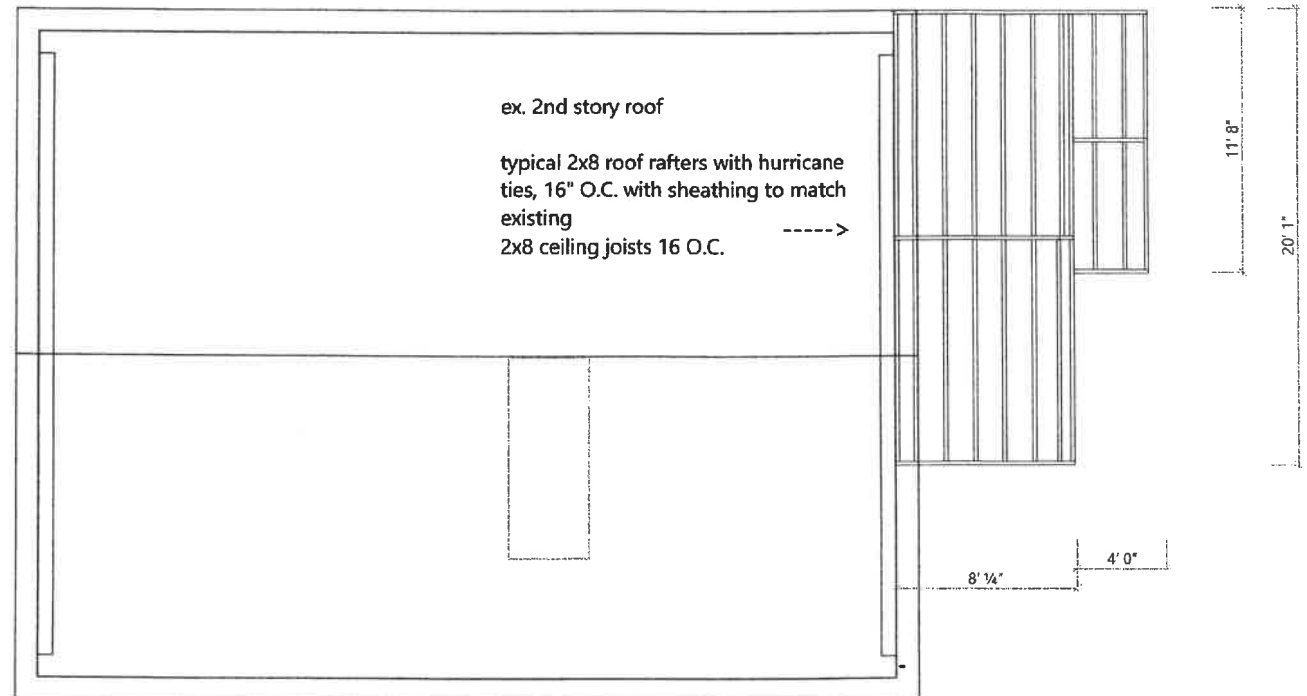 ex. 2nd story roof
typical 2x8 roof rafters with hurricane
ties, 16" O.C. with sheathing to match
existing
----->
2x8 ceiling joists 16 O.C.
11' 8"
20' 1"
4' 0"
8' ¼"